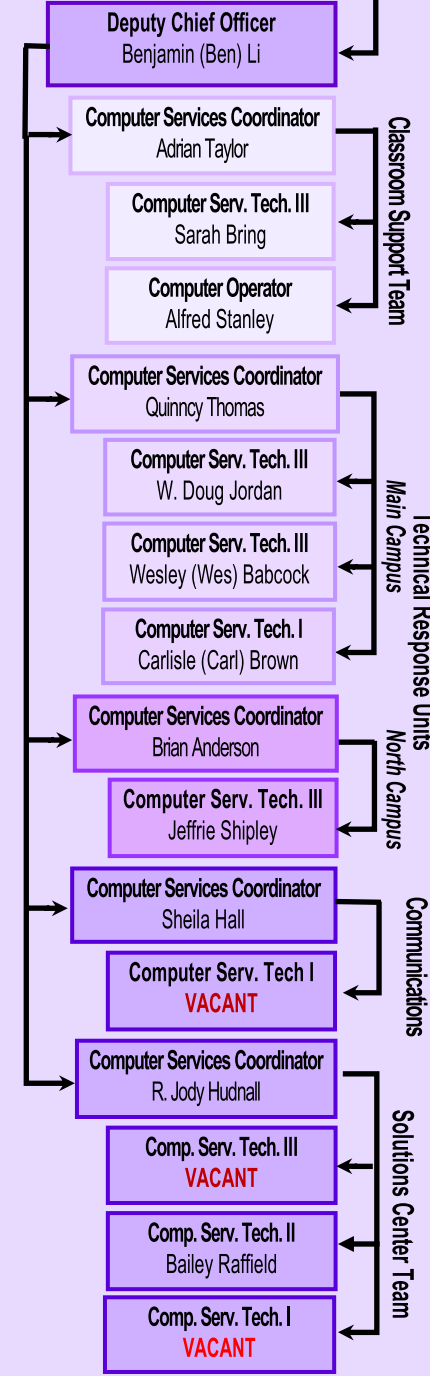 Deputy Chief Officer
Benjamin (Ben) Li
Classroom Support Team
Computer Services Coordinator
Adrian Taylor
Computer Serv. Tech. III
Sarah Bring
Computer Operator
Alfred Stanley
Technical Response Units
Main Campus
Computer Services Coordinator
Quinncy Thomas
Computer Serv. Tech. III
W. Doug Jordan
Computer Serv. Tech. III
Wesley (Wes) Babcock
Computer Serv. Tech. I
Carlisle (Carl) Brown
North Campus
Computer Services Coordinator
Brian Anderson
Computer Serv. Tech. III
Jeffrie Shipley
Communications
Computer Services Coordinator
Sheila Hall
Computer Serv. Tech I
VACANT
Solutions Center Team
Computer Services Coordinator
R. Jody Hudnall
Comp. Serv. Tech. III
VACANT
Comp. Serv. Tech. II
Bailey Raffield
Comp. Serv. Tech. I
VACANT